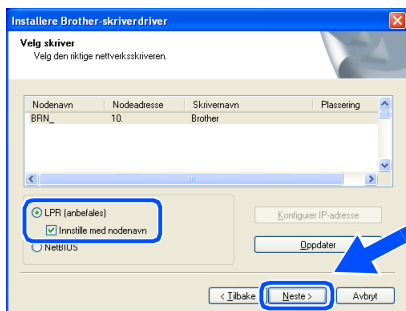 Installere Brother-skriverdriver
Velg skriver
Velg den riktige nettverksskriveren.
Nodenavn Nodeadresse Skrivernavn Plassering
BRN_ 10. Brother
LPR (anbefales)
Innstille med nodenavn
NetBIOS
Konfigurer IP-adresse
Oppdater
< Tilbake Neste > Avbryt